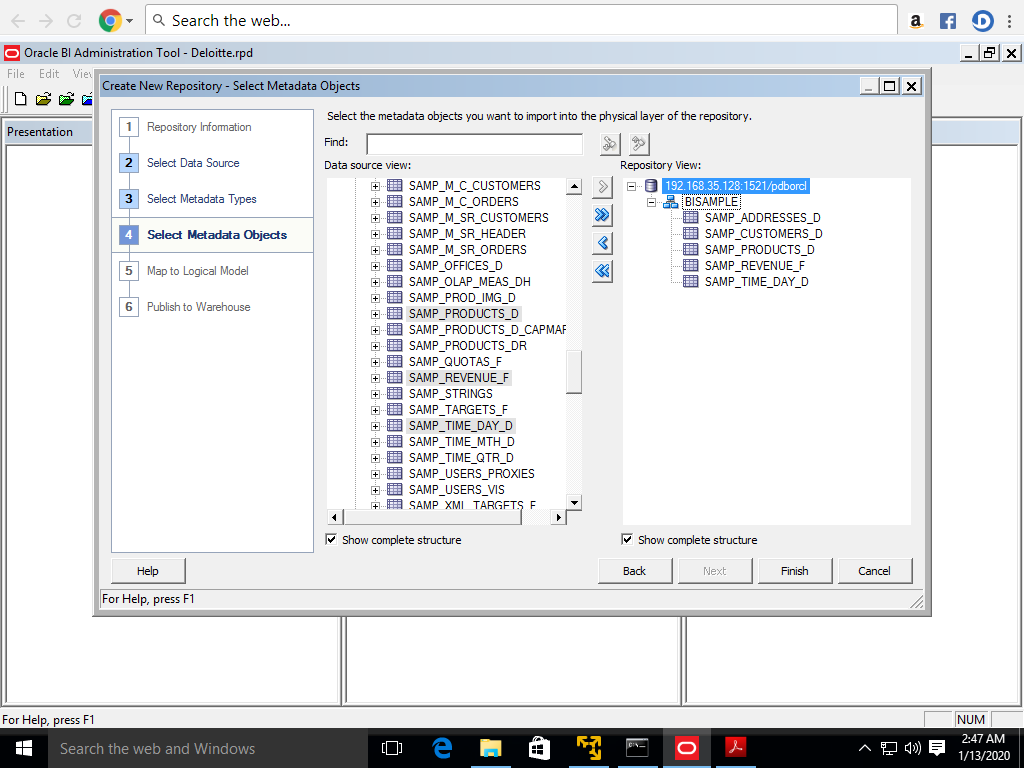 Search the web...
Oracle BI Administration Tool - Deloitte.rpd
File Edit View
Create New Repository - Select Metadata Objects
Presentation
1 Repository Information
2 Select Data Source
3 Select Metadata Types
4 Select Metadata Objects
5 Map to Logical Model
6 Publish to Warehouse
Select the metadata objects you want to import into the physical layer of the repository.
Find:
Data source view:
SAMP_M_C_CUSTOMERS
SAMP_M_C_ORDERS
SAMP_M_SR_CUSTOMERS
SAMP_M_SR_HEADER
SAMP_M_SR_ORDERS
SAMP_OFFICES_D
SAMP_OLAP_MEAS_DH
SAMP_PROD_IMG_D
SAMP_PRODUCTS_D
SAMP_PRODUCTS_D_CAPMAP
SAMP_PRODUCTS_DR
SAMP_QUOTAS_F
SAMP_REVENUE_F
SAMP_STRINGS
SAMP_TARGETS_F
SAMP_TIME_DAY_D
SAMP_TIME_MTH_D
SAMP_TIME_QTR_D
SAMP_USERS_PROXIES
SAMP_USERS_VIS
SAMP_XML_TARGETS_F
Show complete structure
Repository View:
192.168.35.128:1521/pdborcl
BISAMPLE
SAMP_ADDRESSES_D
SAMP_CUSTOMERS_D
SAMP_PRODUCTS_D
SAMP_REVENUE_F
SAMP_TIME_DAY_D
Show complete structure
Help Back Next Finish Cancel
For Help, press F1
For Help, press F1 NUM
Search the web and Windows
2:47 AM
1/13/2020